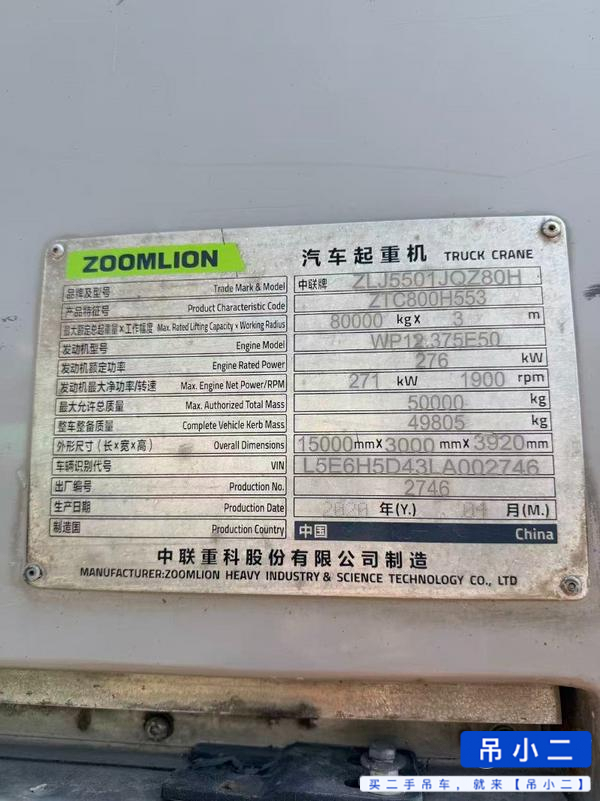 ZOOMLION 汽车起重机 TRUCK CRANE
品牌及型号 Trade Mark & Model 中联牌 ZLJ5501JQZ80H
产品特征号 Product Characteristic Code ZTC800H553
最大额定总起重量×工作幅度 Max. Rated Lifting Capacity × Working Radius 80000 kg× 3 m
发动机型号 Engine Model WP12.375E50
发动机额定功率 Engine Rated Power 276 kW
发动机最大净功率/转速 Max. Engine Net Power/RPM 271 kW 1900 rpm
最大允许总质量 Max. Authorized Total Mass 50000 kg
整车整备质量 Complete Vehicle Kerb Mass 49805 kg
外形尺寸(长×宽×高) Overall Dimensions 15000mm×3000 mm×3920 mm
车辆识别代号 VIN L5E6H5D43LA002746
出厂编号 Production No. 2746
生产日期 Production Date 2020 年(Y.) 04 月(M.)
制造国 Production Country 中国 China
中联重科股份有限公司制造
MANUFACTURER:ZOOMLION HEAVY INDUSTRY & SCIENCE TECHNOLOGY CO., LTD
吊小二
买二手吊车,就来【吊小二】